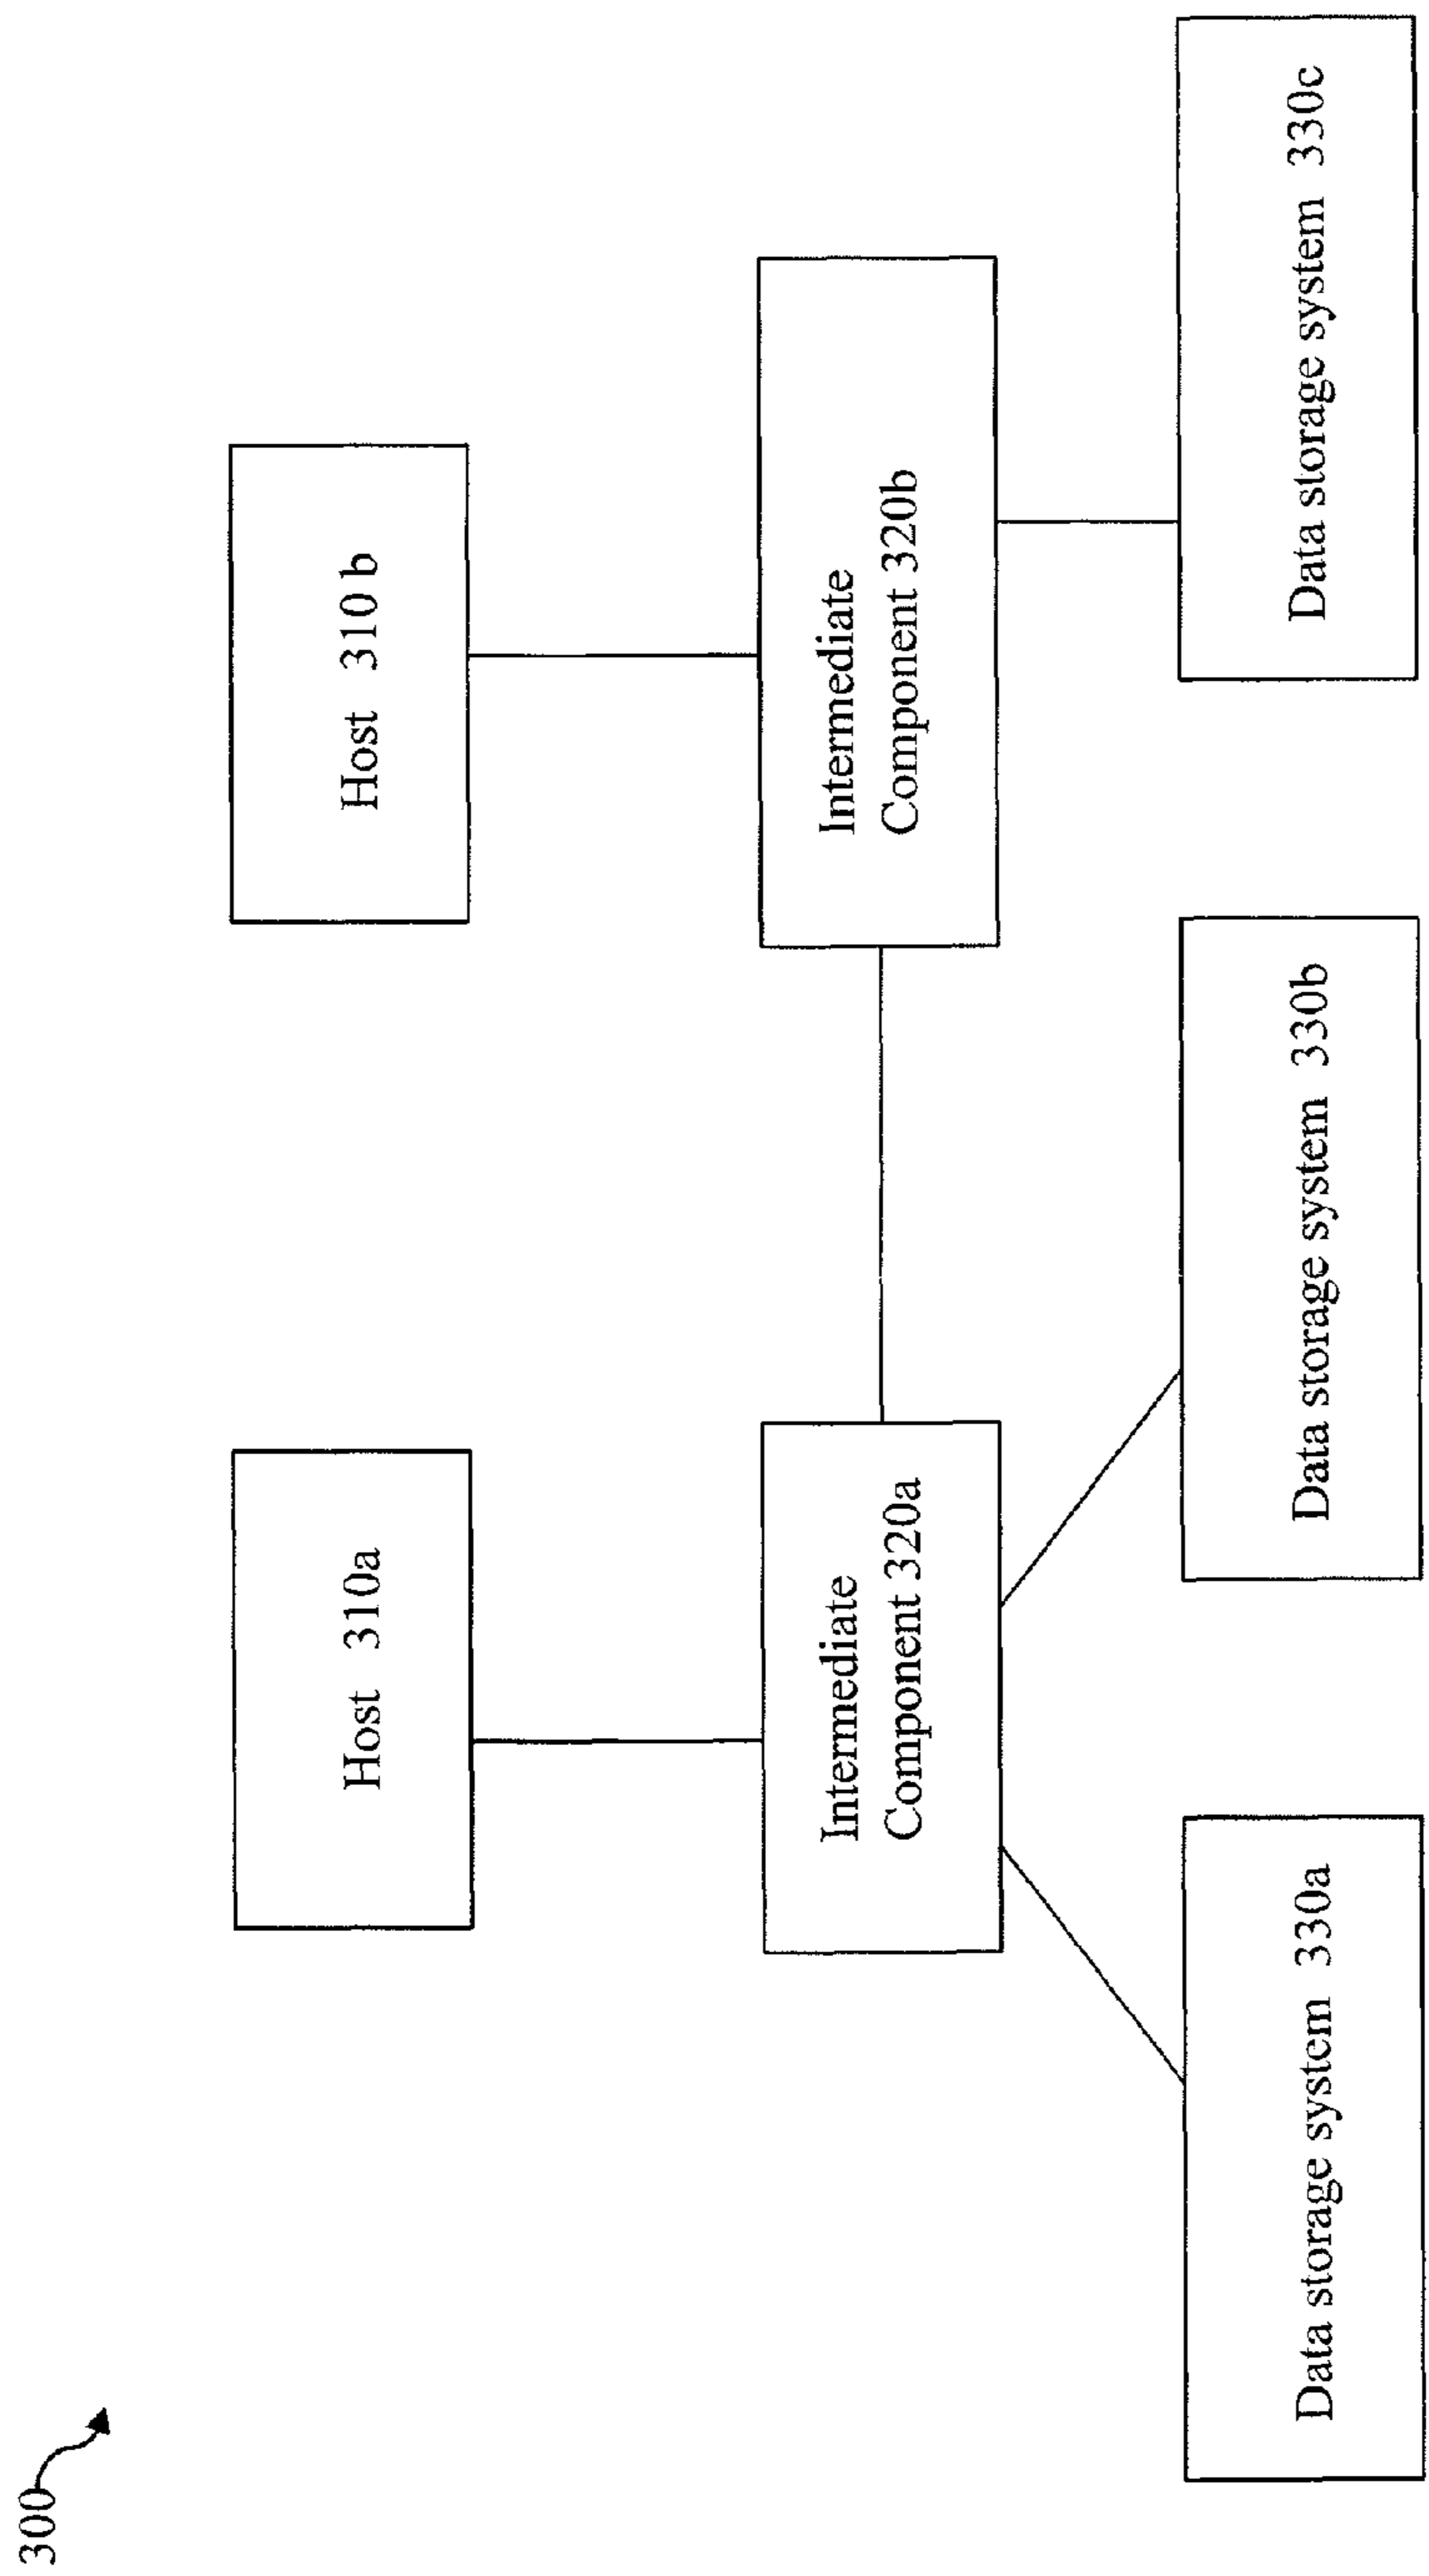 300
Host 310a
Host 310 b
Intermediate
Component 320a
Intermediate
Component 320b
Data storage system 330a
Data storage system 330b
Data storage system 330c